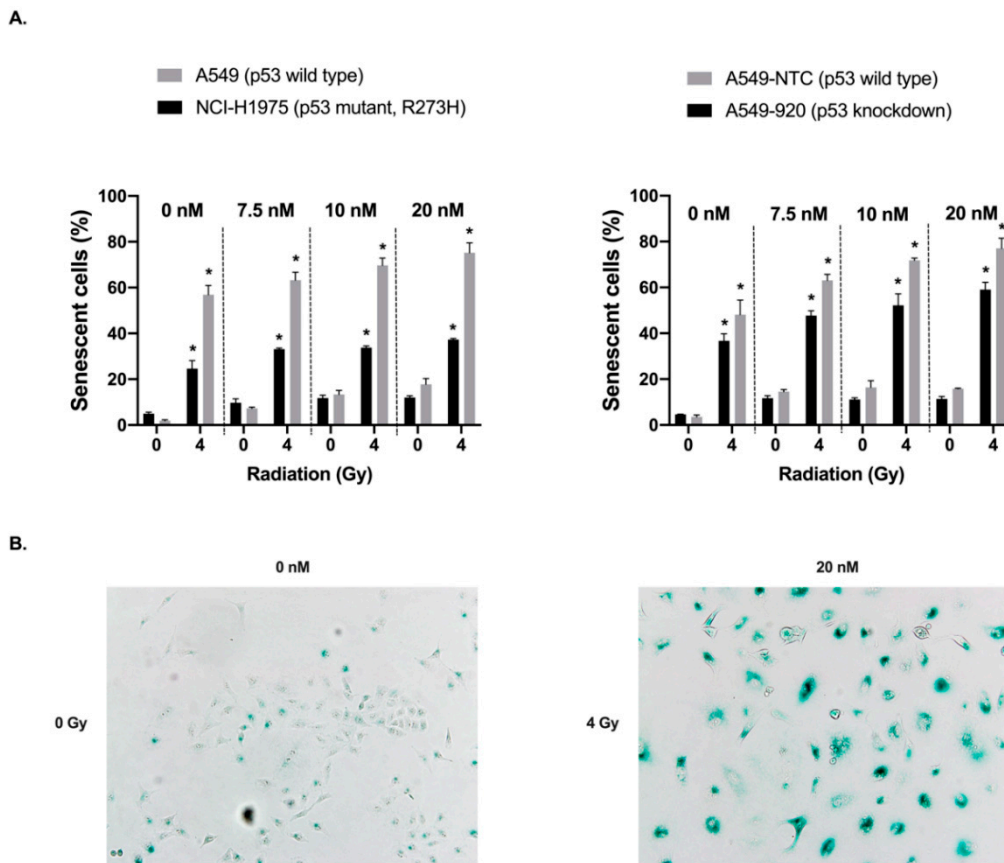 A.
A549 (p53 wild type)
NCI-H1975 (p53 mutant, R273H)
Senescent cells (%)
100
80
60
40
20
0
0 nM
7.5 nM
10 nM
20 nM
* * * * * * * *
0 4 0 4 0 4 0 4
Radiation (Gy)
A549-NTC (p53 wild type)
A549-920 (p53 knockdown)
Senescent cells (%)
100
80
60
40
20
0
0 nM
7.5 nM
10 nM
20 nM
* * * * * * * *
0 4 0 4 0 4 0 4
Radiation (Gy)
B.
0 nM
0 Gy
20 nM
4 Gy